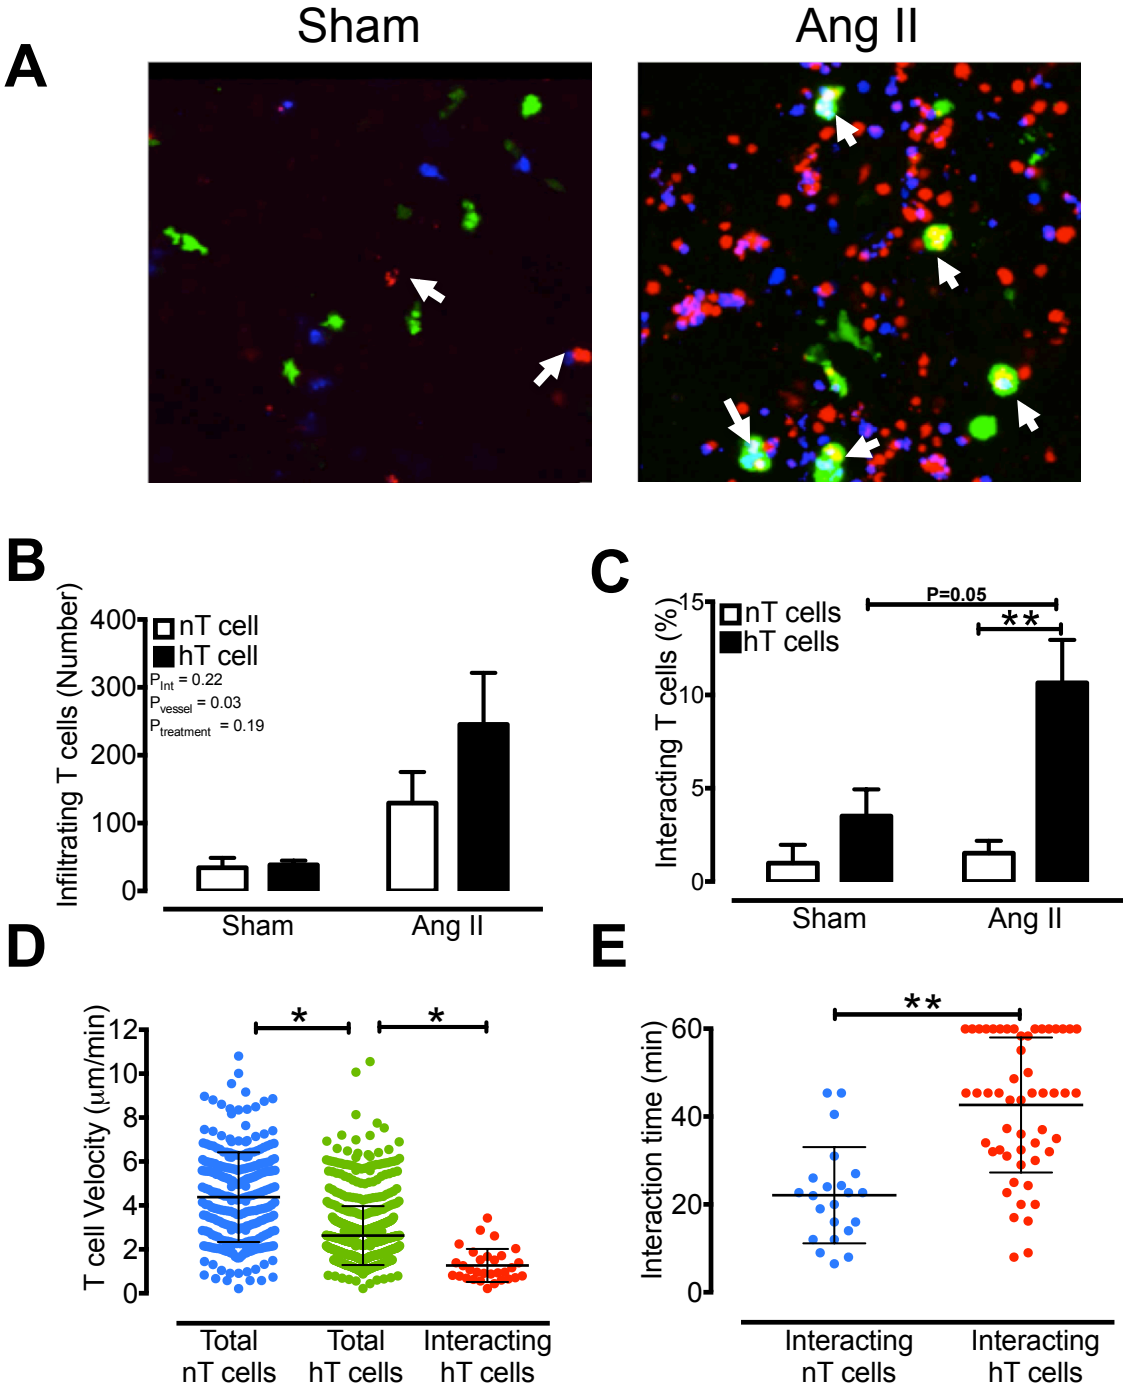 Sham
Ang II
A
B
Infiltrating T cells (Number)
400
300
200
100
0
nT cell
hT cell
PInt = 0.22
Pvessel = 0.03
Ptreatment = 0.19
Sham
Ang II
C
Interacting T cells (%)
15
10
5
0
nT cells
hT cells
P=0.05
**
Sham
Ang II
D
T cell Velocity (μm/min)
12
10
8
6
4
2
0
*
*
Total
nT cells
Total
hT cells
Interacting
hT cells
E
Interaction time (min)
60
40
20
0
**
Interacting
nT cells
Interacting
hT cells